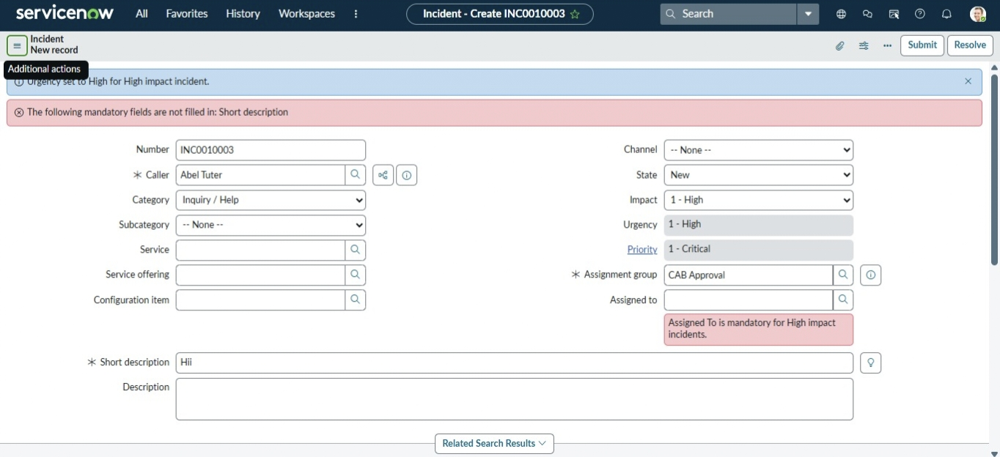 servicenow All Favorites History Workspaces Incident - Create INC0010003 Search
Incident
New record
Submit Resolve
Additional actions
Urgency set to High for High impact incident.
The following mandatory fields are not filled in: Short description
Number INC0010003
Channel -- None --
Caller Abel Tuter
State New
Category Inquiry / Help
Impact 1 - High
Subcategory -- None --
Urgency 1 - High
Service
Priority 1 - Critical
Service offering
Assignment group CAB Approval
Configuration item
Assigned to
Assigned To is mandatory for High impact
incidents.
Short description Hii
Description
Related Search Results